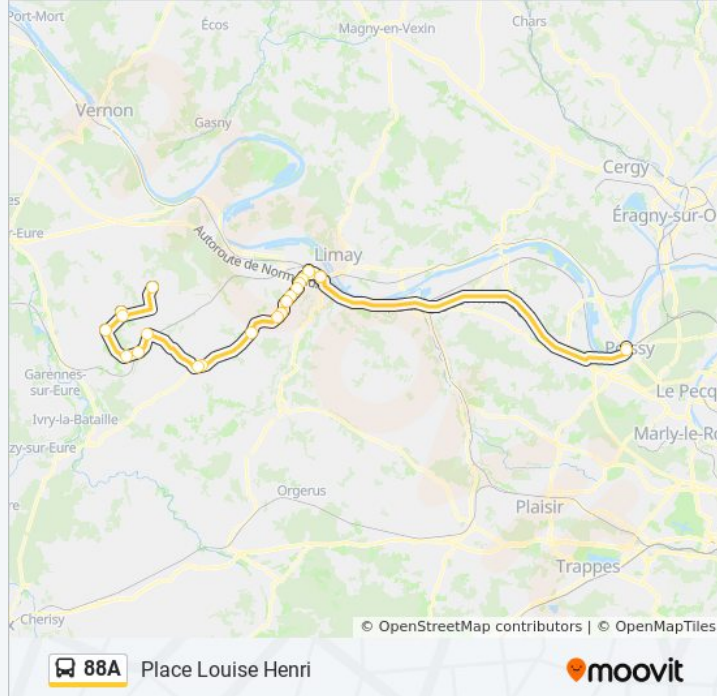 Port-Mort
Écos
Magny-en-Vexin
Chars
Vernon
Gasny
Cergy
Éragny-sur-O
es
r-Eure
Autoroute de Norm
Limay
Poissy
Garennes-
sur-Eure
Le Pecq
Ivry-la-Bataille
Marly-le-Ro
zy-sur-Eure
Orgerus
re
Plaisir
Trappes
Cherisy
© OpenStreetMap contributors | © OpenMapTiles
88A Place Louise Henri
moovit